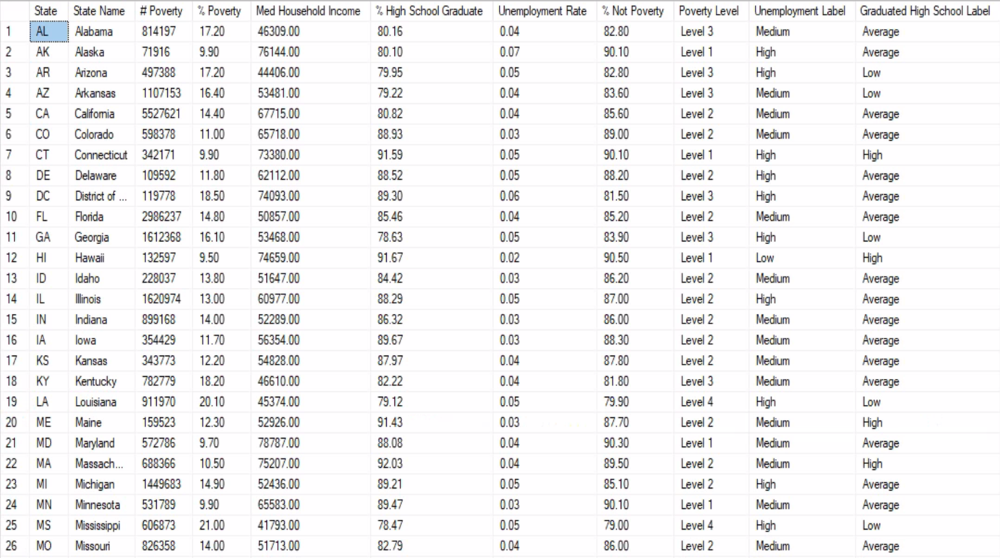 State State Name # Poverty % Poverty Med Household Income % High School Graduate Unemployment Rate % Not Poverty Poverty Level Unemployment Label Graduated High School Label
1 AL Alabama 814197 17.20 46309.00 80.16 0.04 82.80 Level 3 Medium Average
2 AK Alaska 71916 9.90 76144.00 80.10 0.07 90.10 Level 1 High Average
3 AR Arizona 497388 17.20 44406.00 79.95 0.05 82.80 Level 3 High Low
4 AZ Arkansas 1107153 16.40 53481.00 79.22 0.04 83.60 Level 3 Medium Low
5 CA California 5527621 14.40 67715.00 80.82 0.04 85.60 Level 2 Medium Average
6 CO Colorado 598378 11.00 65718.00 88.93 0.03 89.00 Level 2 Medium Average
7 CT Connecticut 342171 9.90 73380.00 91.59 0.05 90.10 Level 1 High High
8 DE Delaware 109592 11.80 62112.00 88.52 0.05 88.20 Level 2 High Average
9 DC District of ... 119778 18.50 74093.00 89.30 0.06 81.50 Level 3 High Average
10 FL Florida 2986237 14.80 50857.00 85.46 0.04 85.20 Level 2 Medium Average
11 GA Georgia 1612368 16.10 53468.00 78.63 0.05 83.90 Level 3 High Low
12 HI Hawaii 132597 9.50 74659.00 91.67 0.02 90.50 Level 1 Low High
13 ID Idaho 228037 13.80 51647.00 84.42 0.03 86.20 Level 2 Medium Average
14 IL Illinois 1620974 13.00 60977.00 88.29 0.05 87.00 Level 2 High Average
15 IN Indiana 899168 14.00 52289.00 86.32 0.03 86.00 Level 2 Medium Average
16 IA Iowa 354429 11.70 56354.00 89.67 0.03 88.30 Level 2 Medium Average
17 KS Kansas 343773 12.20 54828.00 87.97 0.04 87.80 Level 2 Medium Average
18 KY Kentucky 782779 18.20 46610.00 82.22 0.04 81.80 Level 3 Medium Average
19 LA Louisiana 911970 20.10 45374.00 79.12 0.05 79.90 Level 4 High Low
20 ME Maine 159523 12.30 52926.00 91.43 0.03 87.70 Level 2 Medium High
21 MD Maryland 572786 9.70 78787.00 88.08 0.04 90.30 Level 1 Medium Average
22 MA Massach... 688366 10.50 75207.00 92.03 0.04 89.50 Level 2 Medium High
23 MI Michigan 1449683 14.90 52436.00 89.21 0.05 85.10 Level 2 High Average
24 MN Minnesota 531789 9.90 65583.00 89.47 0.03 90.10 Level 1 Medium Average
25 MS Mississippi 606873 21.00 41793.00 78.47 0.05 79.00 Level 4 High Low
26 MO Missouri 826358 14.00 51713.00 82.79 0.04 86.00 Level 2 Medium Average